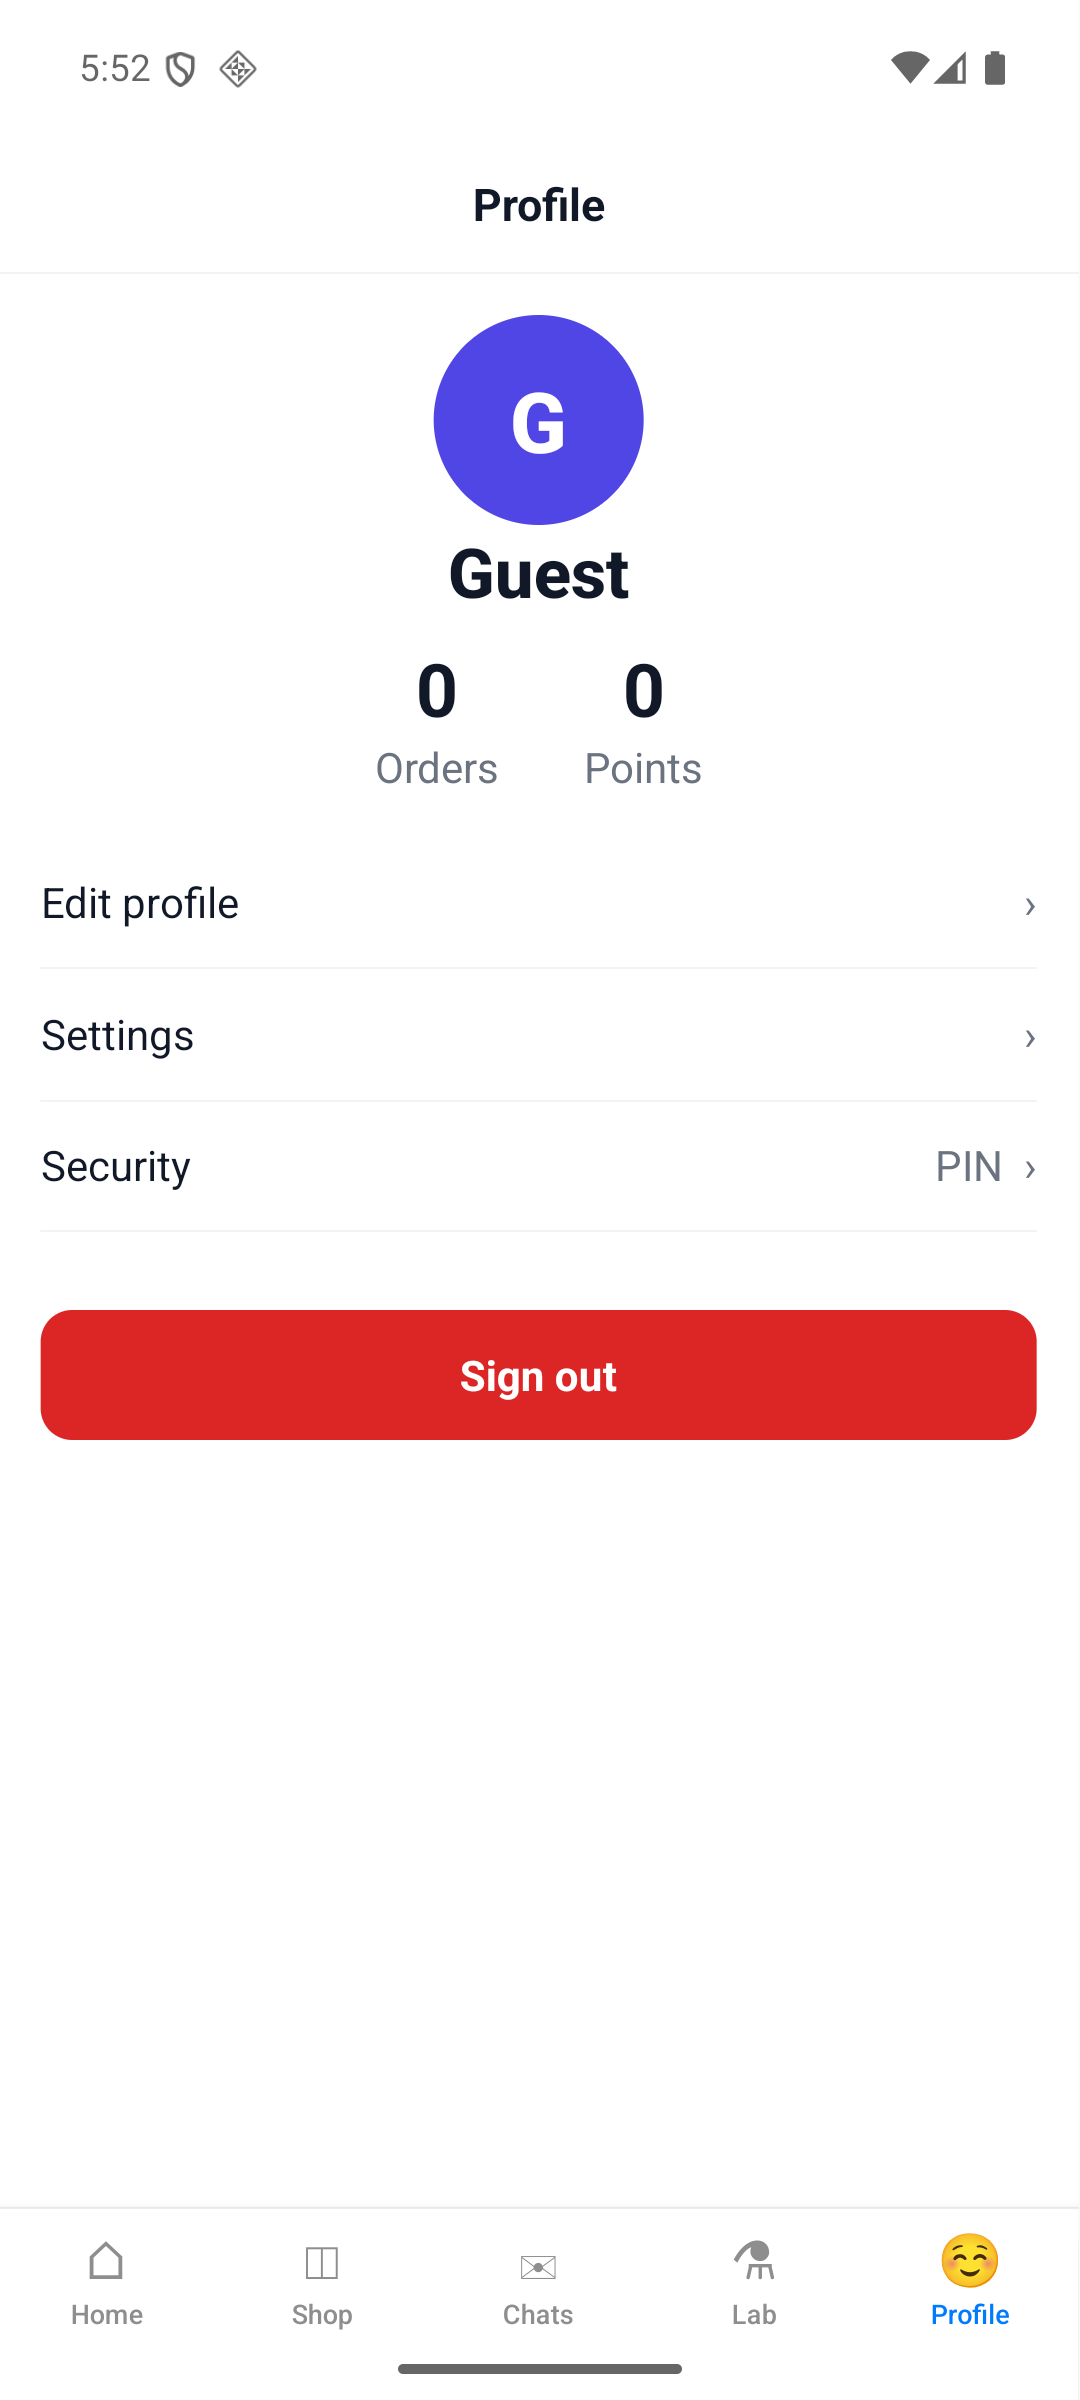 5:52
Profile
G
Guest
0 0
Orders Points
Edit profile ›
Settings ›
Security PIN ›
Sign out
Home Shop Chats Lab Profile